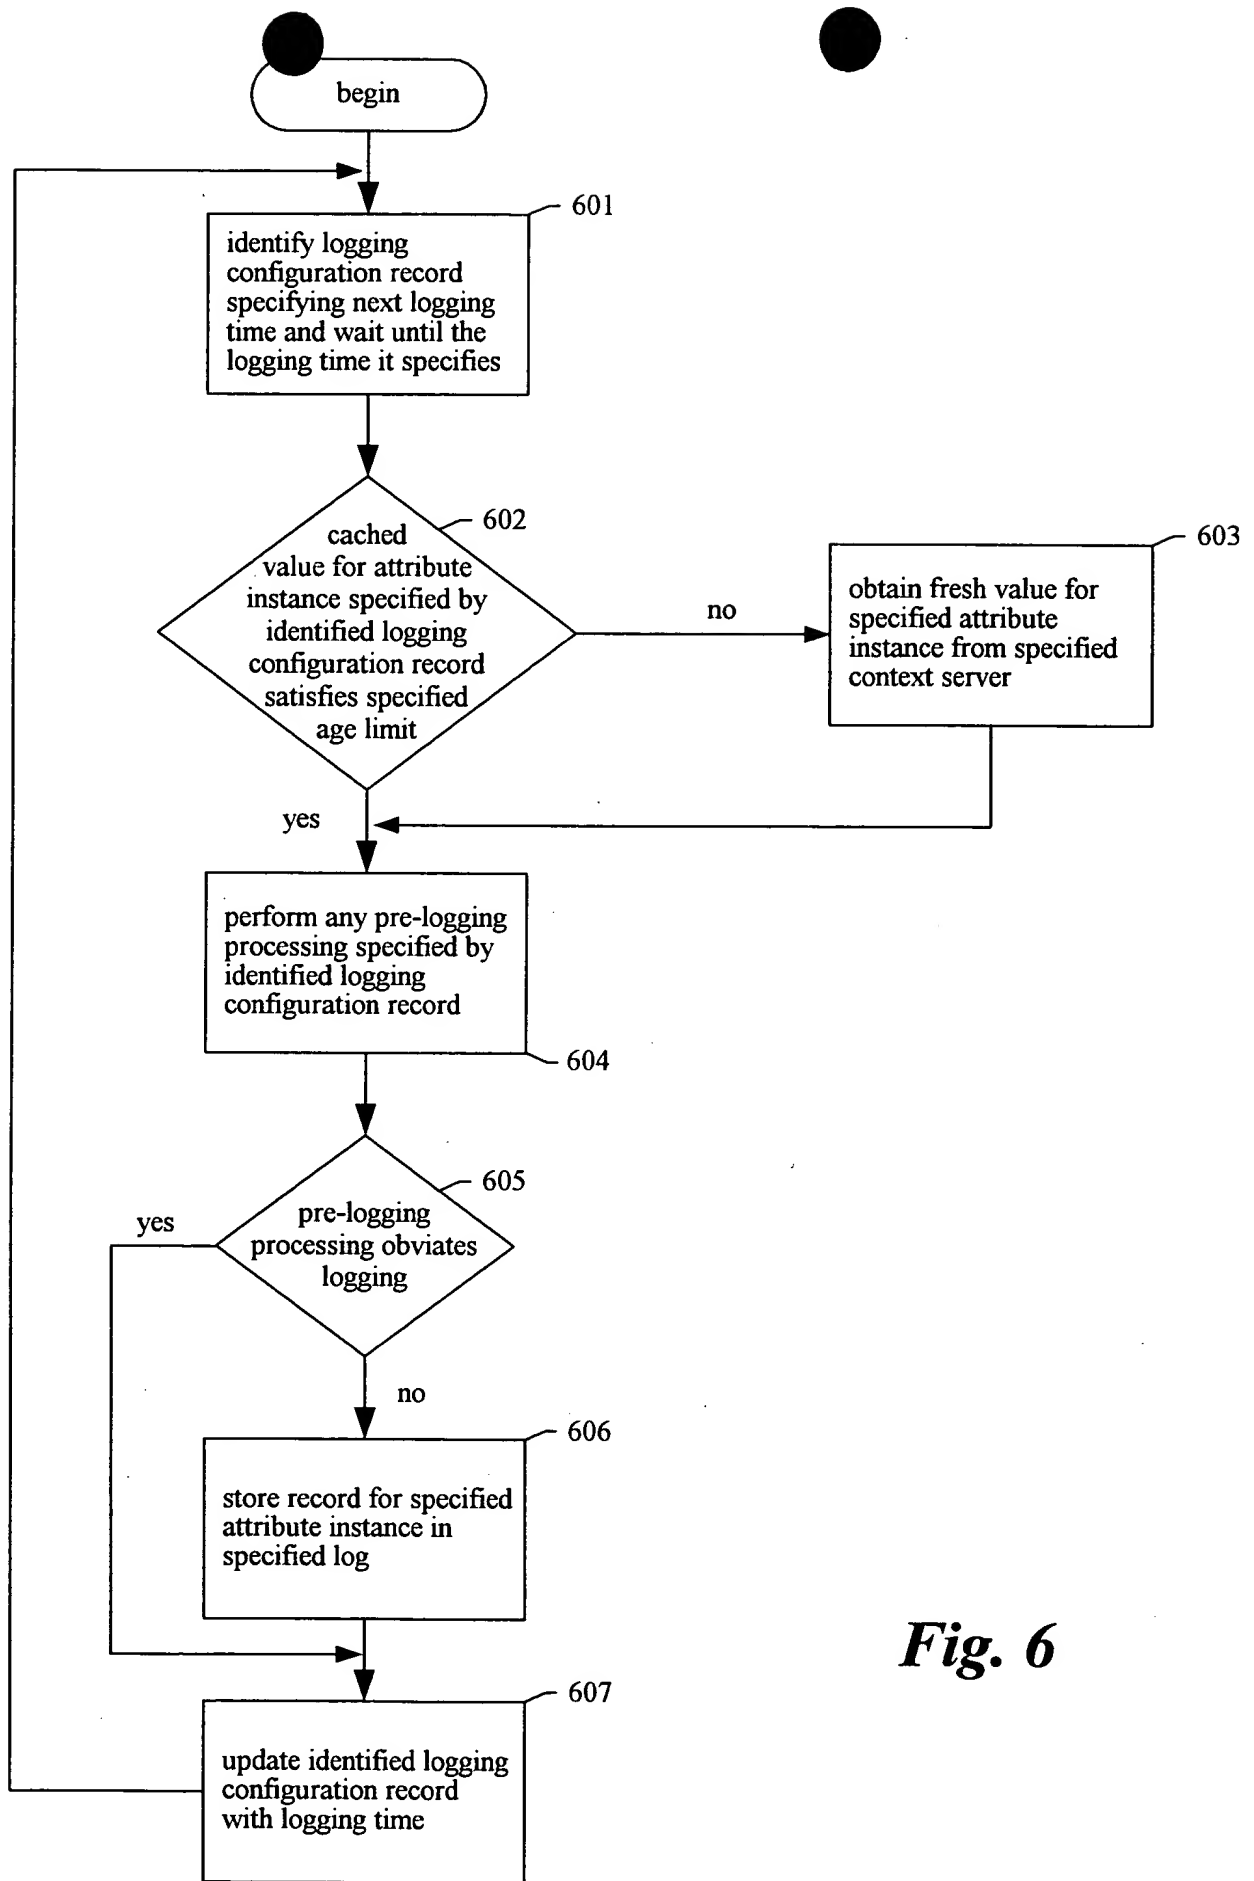 begin
601
identify logging
configuration record
specifying next logging
time and wait until the
logging time it specifies
602
cached
value for attribute
instance specified by
identified logging
configuration record
satisfies specified
age limit
no
603
obtain fresh value for
specified attribute
instance from specified
context server
yes
perform any pre-logging
processing specified by
identified logging
configuration record
604
605
yes
pre-logging
processing obviates
logging
no
606
store record for specified
attribute instance in
specified log
Fig. 6
607
update identified logging
configuration record
with logging time